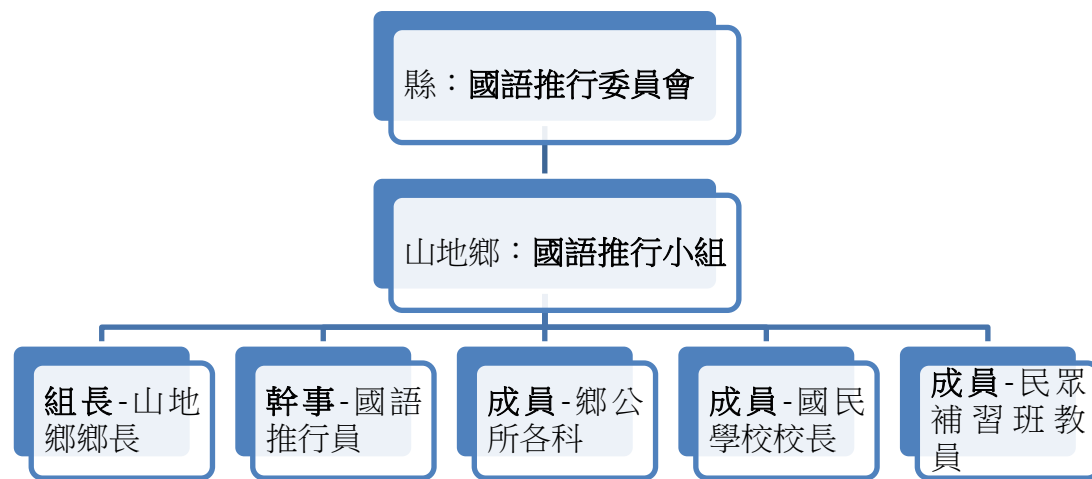 縣：國語推行委員會
山地鄉：國語推行小組
組長-山地
鄉鄉長
幹事-國語
推行員
成員-鄉公
所各科
成員-國民
學校校長
成員-民眾
補習班教
員